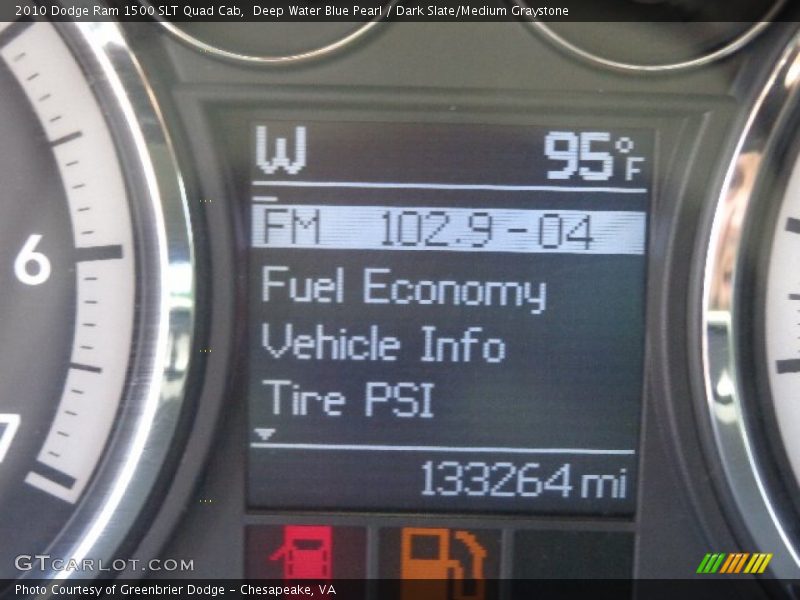 2010 Dodge Ram 1500 SLT Quad Cab,  Deep Water Blue Pearl / Dark Slate/Medium Graystone
W 95°F
FM 102.9-04
Fuel Economy
Vehicle Info
Tire PSI
133264 mi
6
7
GTCARLOT.COM
Photo Courtesy of Greenbrier Dodge - Chesapeake, VA